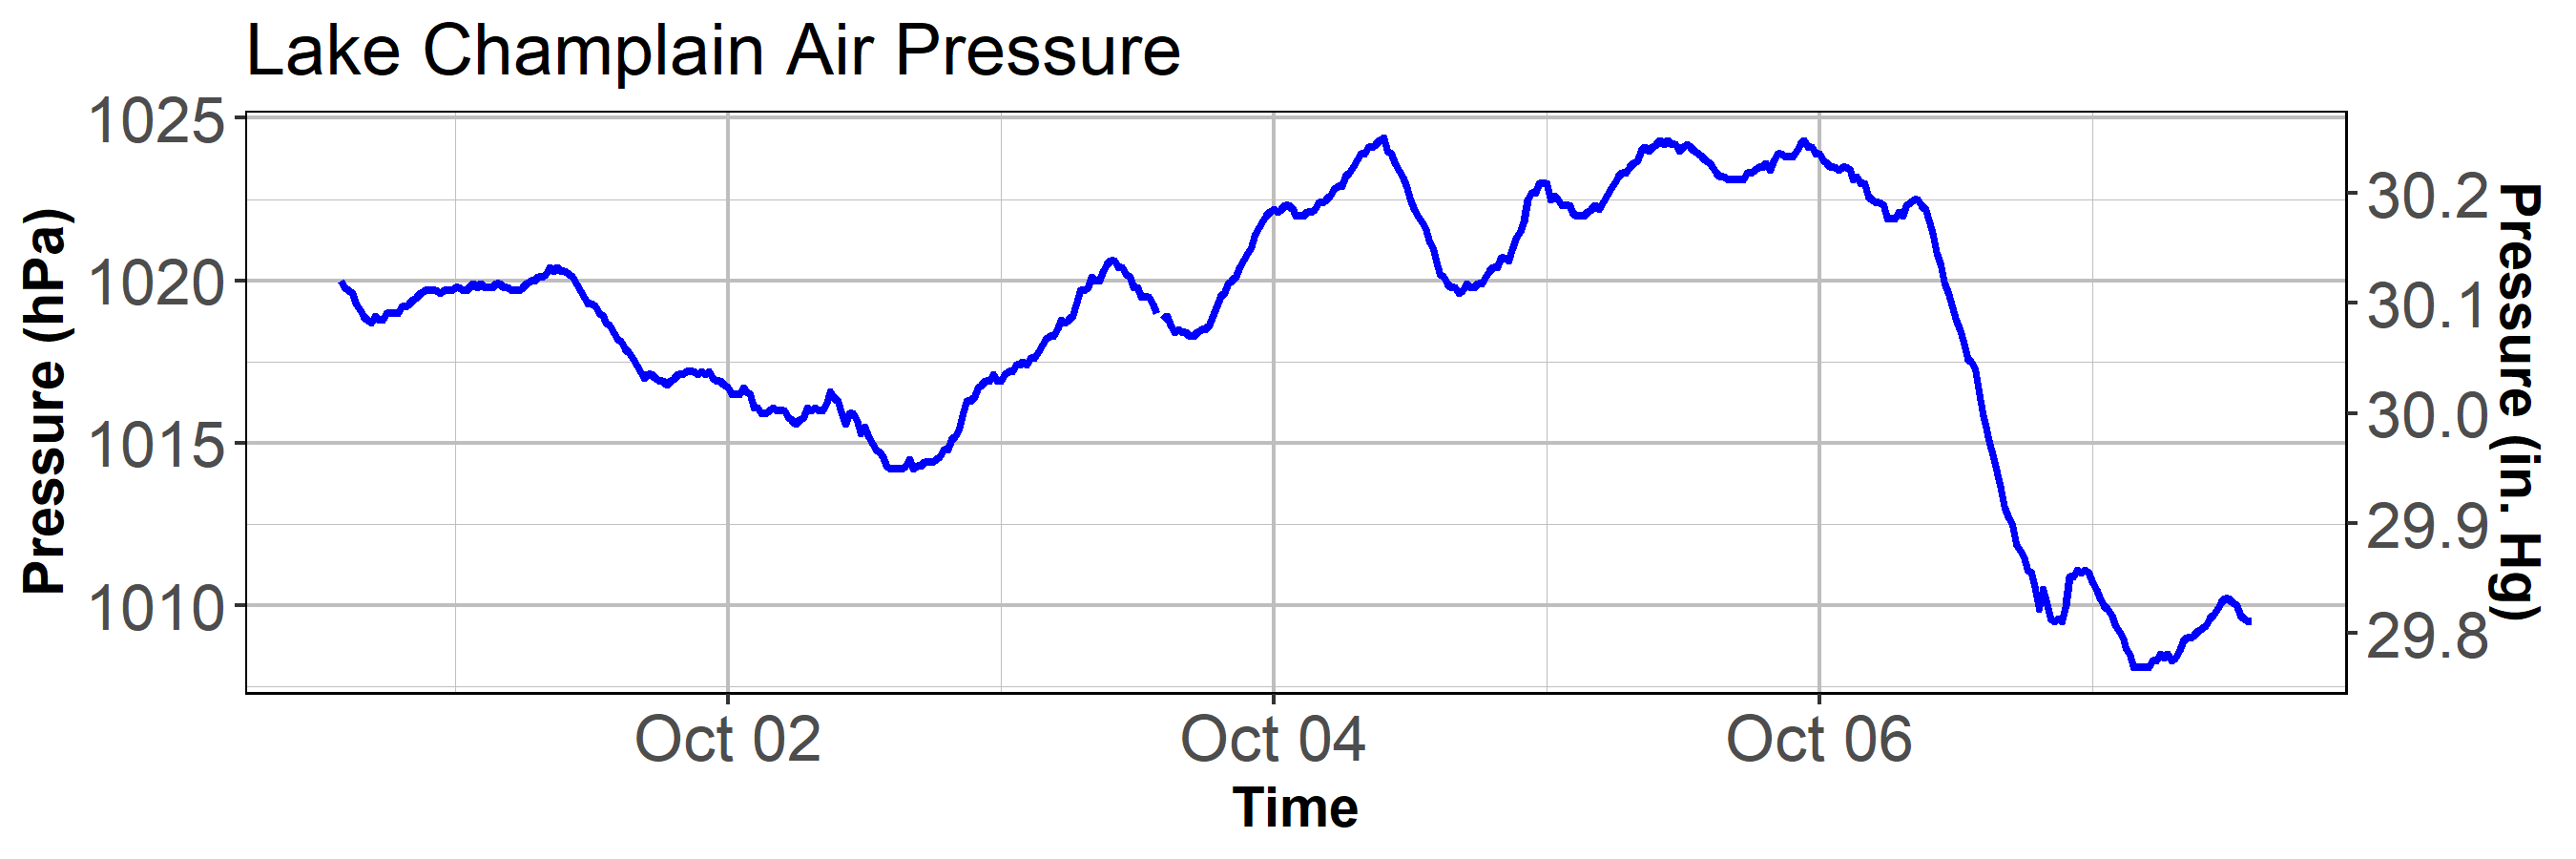 Lake Champlain Air Pressure
1025
1020
1015
1010
Pressure (hPa)
30.2
30.1
30.0
29.9
29.8
Pressure (in. Hg)
Oct 02
Oct 04
Oct 06
Time